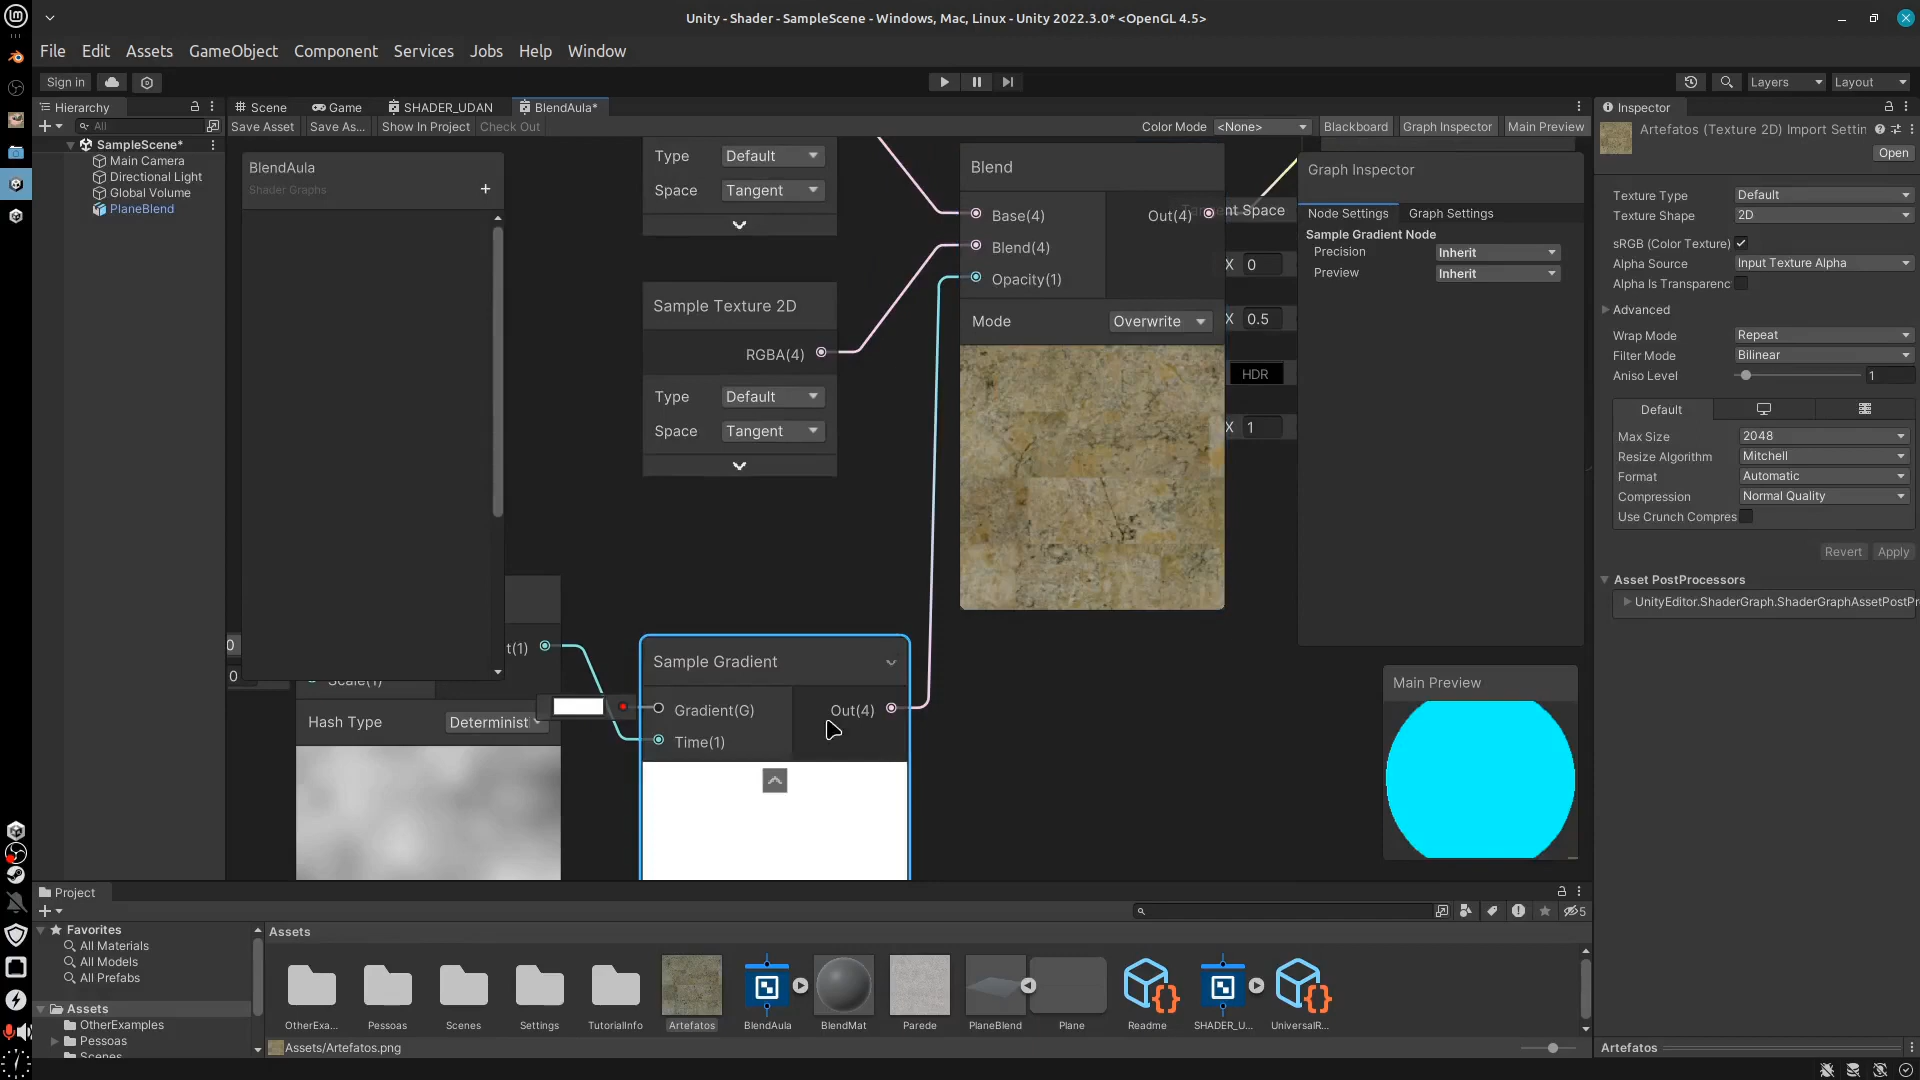 Unity - Shader - SampleScene - Windows, Mac, Linux - Unity 2022.3.0* <OpenGL 4.5>
File Edit Assets GameObject Component Services Jobs Help Window
Sign in
Layers Layout
Hierarchy
Scene Game SHADER_UDAN BlendAula*
Inspector
All
Save Asset Save As... Show In Project Check Out Color Mode <None> Blackboard Graph Inspector Main Preview
SampleScene*
Main Camera
Directional Light
Global Volume
PlaneBlend
BlendAula
Shader Graphs
Type Default
Space Tangent
Sample Texture 2D
RGBA(4)
Type Default
Space Tangent
Blend
Base(4) Out(4)
Blend(4)
Opacity(1)
Mode Overwrite
nt Space
X 0
X 0.5
HDR
X 1
Graph Inspector
Node Settings Graph Settings
Sample Gradient Node
Precision Inherit
Preview Inherit
0
0
t(1)
Scale(1)
Hash Type Determinist
Sample Gradient
Gradient(G) Out(4)
Time(1)
Main Preview
Artefatos (Texture 2D) Import Settin
Open
Texture Type Default
Texture Shape 2D
sRGB (Color Texture)
Alpha Source Input Texture Alpha
Alpha Is Transparenc
Advanced
Wrap Mode Repeat
Filter Mode Bilinear
Aniso Level 1
Default
Max Size 2048
Resize Algorithm Mitchell
Format Automatic
Compression Normal Quality
Use Crunch Compres
Revert Apply
Asset PostProcessors
UnityEditor.ShaderGraph.ShaderGraphAssetPostPr
Project
5
Favorites
All Materials
All Models
All Prefabs
Assets
OtherExamples
Pessoas
Scenes
Assets
OtherExa... Pessoas Scenes Settings TutorialInfo Artefatos BlendAula BlendMat Parede PlaneBlend Plane Readme SHADER_U... UniversalR...
Assets/Artefatos.png
Artefatos